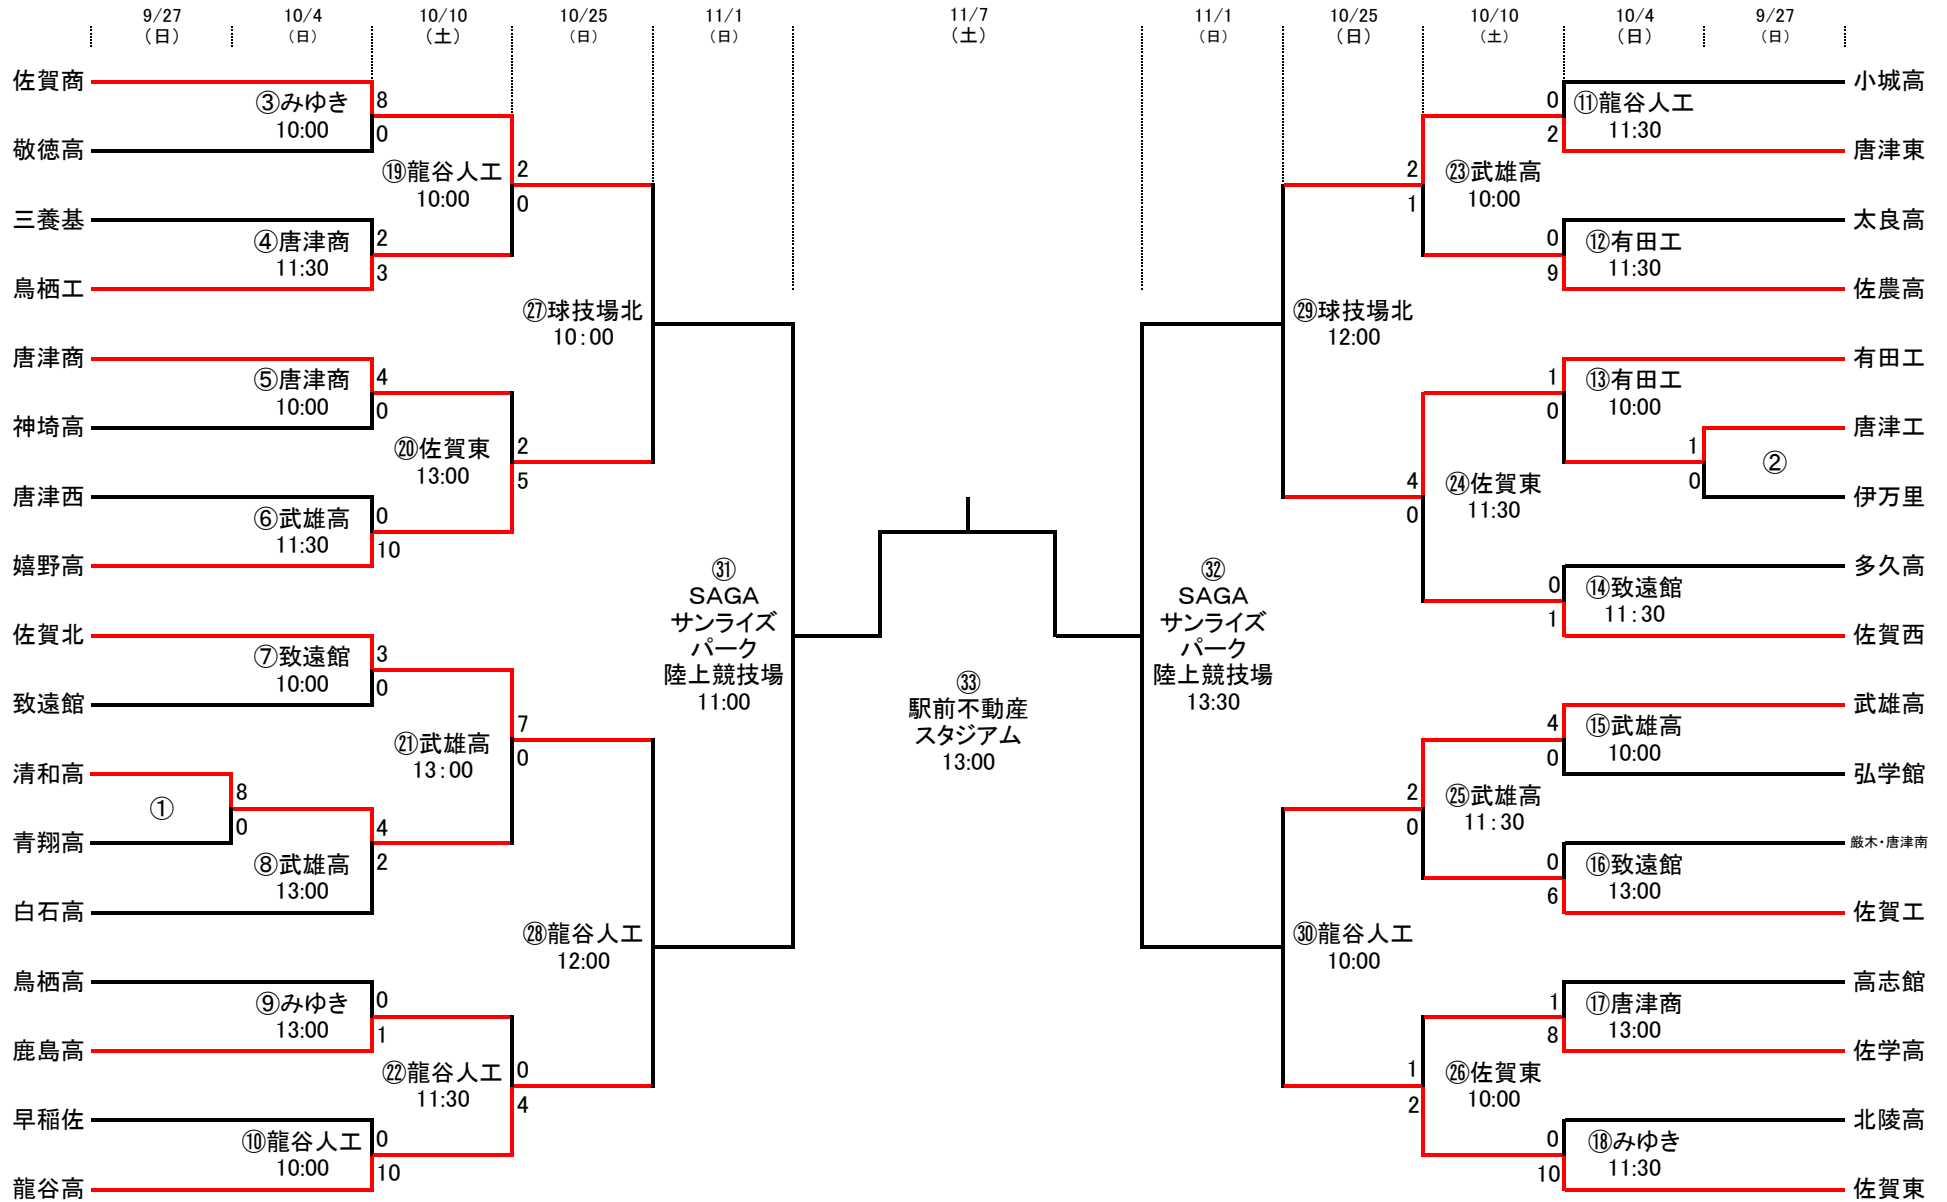 9/27 10/4 10/10 10/25 11/1 11/7 11/1 10/25 10/10 10/4 9/27
（日） （日） （土） （日） （日） （土） （日） （日） （土） （日） （日）
佐賀商
③みゆき
10:00
8
0
敬徳高
⑲龍谷人工
10:00
2
0
三養基
④唐津商
11:30
2
3
鳥栖工
㉗球技場北
10:00
唐津商
⑤唐津商
10:00
4
0
神埼高
⑳佐賀東
13:00
2
5
唐津西
⑥武雄高
11:30
0
10
嬉野高
㉛
SAGA
サンライズ
パーク
陸上競技場
11:00
佐賀北
⑦致遠館
10:00
3
0
致遠館
㉑武雄高
13:00
7
0
清和高
①
8
0
青翔高
⑧武雄高
13:00
4
2
白石高
㉘龍谷人工
12:00
鳥栖高
⑨みゆき
13:00
0
1
鹿島高
㉒龍谷人工
11:30
0
4
早稲佐
⑩龍谷人工
10:00
0
10
龍谷高
㉝
駅前不動産
スタジアム
13:00
小城高
⑪龍谷人工
11:30
0
2
唐津東
㉓武雄高
10:00
2
1
太良高
⑫有田工
11:30
0
9
佐農高
㉙球技場北
12:00
有田工
⑬有田工
10:00
1
0
唐津工
②
1
0
伊万里
㉔佐賀東
11:30
4
0
多久高
⑭致遠館
11:30
0
1
佐賀西
㉜
SAGA
サンライズ
パーク
陸上競技場
13:30
武雄高
⑮武雄高
10:00
4
0
弘学館
㉕武雄高
11:30
2
0
厳木・唐津南
⑯致遠館
13:00
0
6
佐賀工
㉚龍谷人工
10:00
高志館
⑰唐津商
13:00
1
8
佐学高
㉖佐賀東
10:00
1
2
北陵高
⑱みゆき
11:30
0
10
佐賀東